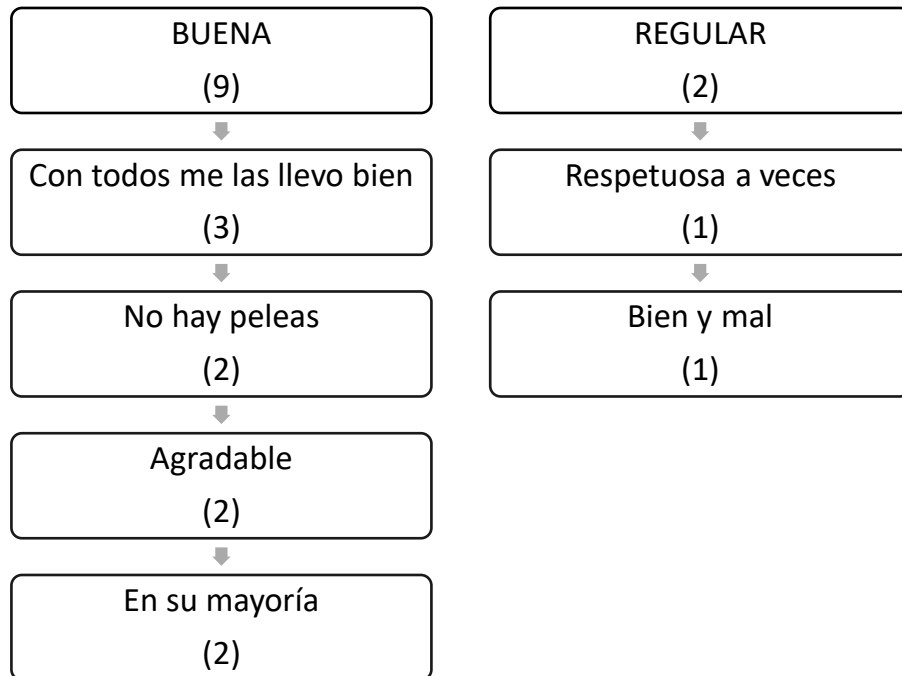 BUENA
(9)
Con todos me las llevo bien
(3)
No hay peleas
(2)
Agradable
(2)
En su mayoría
(2)
REGULAR
(2)
Respetuosa a veces
(1)
Bien y mal
(1)